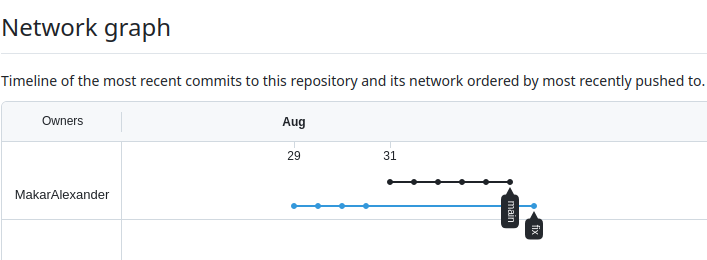 Network graph
Timeline of the most recent commits to this repository and its network ordered by most recently pushed to.
Owners
Aug
29
31
MakarAlexander
main
fix